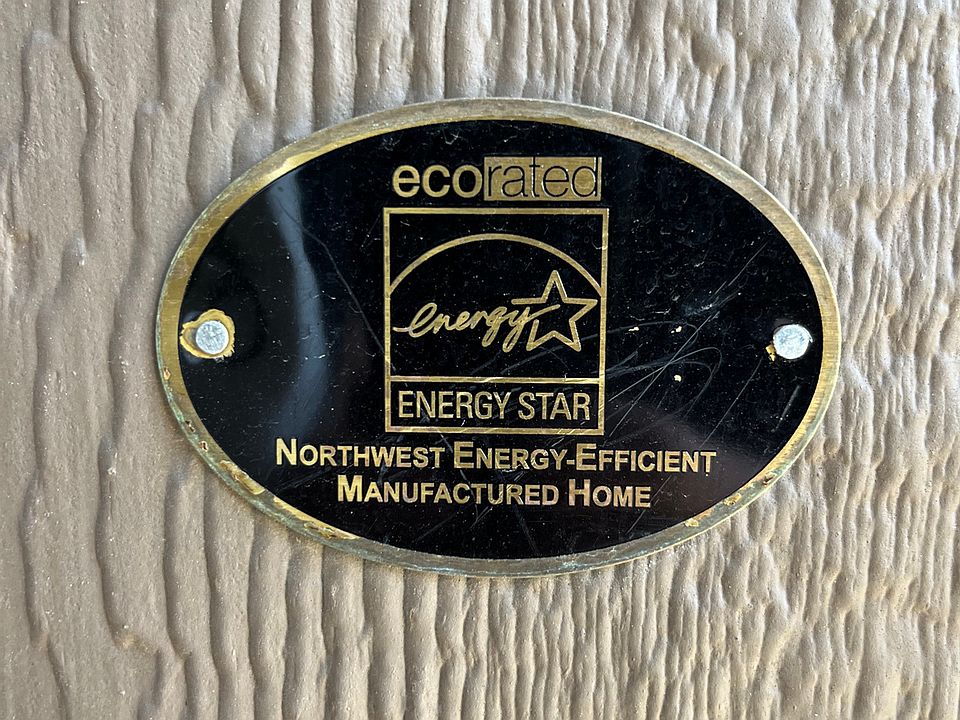 ecorated
energy
ENERGY STAR
NORTHWEST ENERGY-EFFICIENT
MANUFACTURED HOME